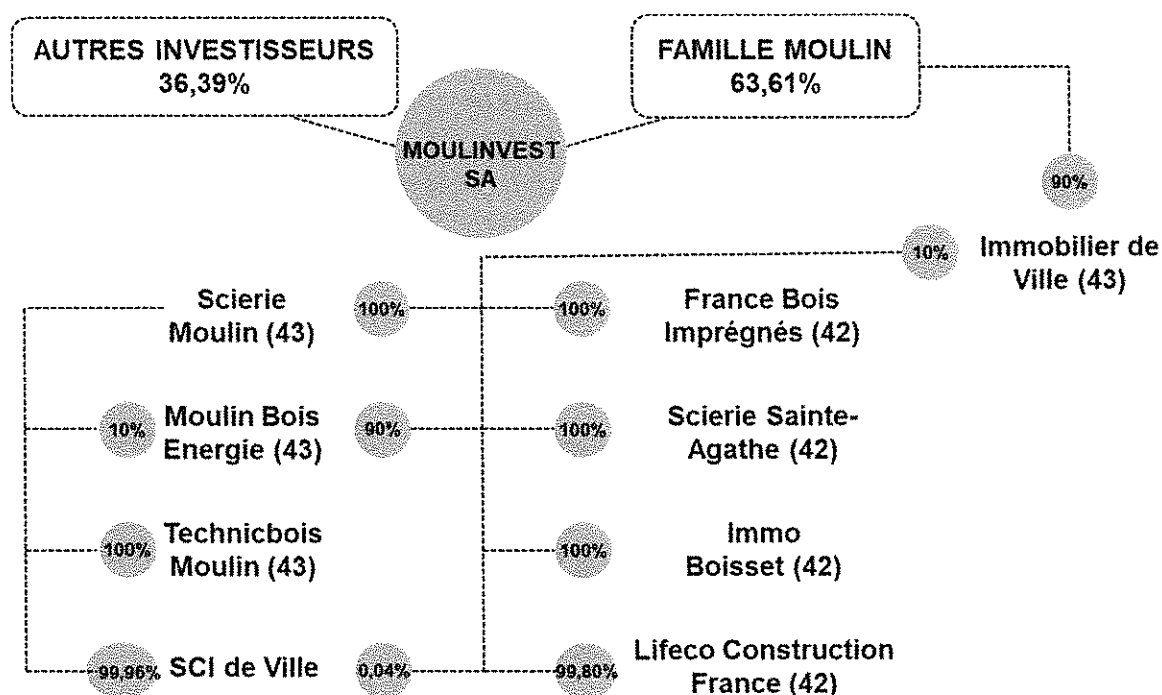 AUTRES INVESTISSEURS
36,39%
FAMILLE MOULIN
63,61%
MOULINVEST
SA
90%
10%
Immobilier de
Ville (43)
Scierie
Moulin (43)
100%
100%
France Bois
Imprégnés (42)
10%
Moulin Bois
Energie (43)
90%
100%
Scierie Sainte-
Agathe (42)
100%
Technicbois
Moulin (43)
100%
Immo
Boisset (42)
99,96%
SCI de Ville
0,04%
99,80%
Lifeco Construction
France (42)